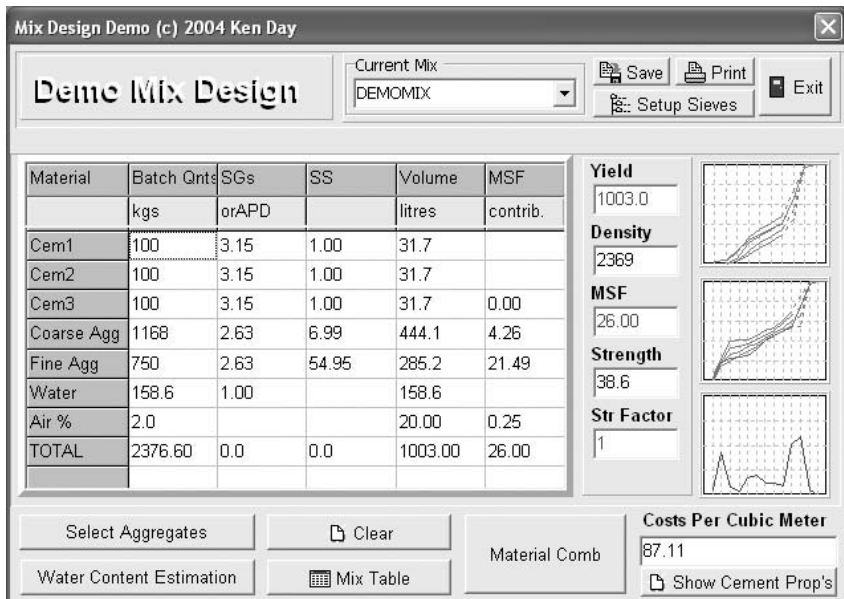 Mix Design Demo (c) 2004 Ken Day
Demo Mix Design
Current Mix
DEMOMIX
Save
Print
Exit
Setup Sieves
Material Batch Qnts SGs SS Volume MSF
kgs orAPD litres contrib.
Cem1 100 3.15 1.00 31.7
Cem2 100 3.15 1.00 31.7
Cem3 100 3.15 1.00 31.7 0.00
Coarse Agg 1168 2.63 6.99 444.1 4.26
Fine Agg 750 2.63 54.95 285.2 21.49
Water 158.6 1.00 158.6
Air % 2.0 20.00 0.25
TOTAL 2376.60 0.0 0.0 1003.00 26.00
Yield
1003.0
Density
2369
MSF
26.00
Strength
38.6
Str Factor
1
Select Aggregates
Clear
Material Comb
Costs Per Cubic Meter
87.11
Water Content Estimation
Mix Table
Show Cement Prop's